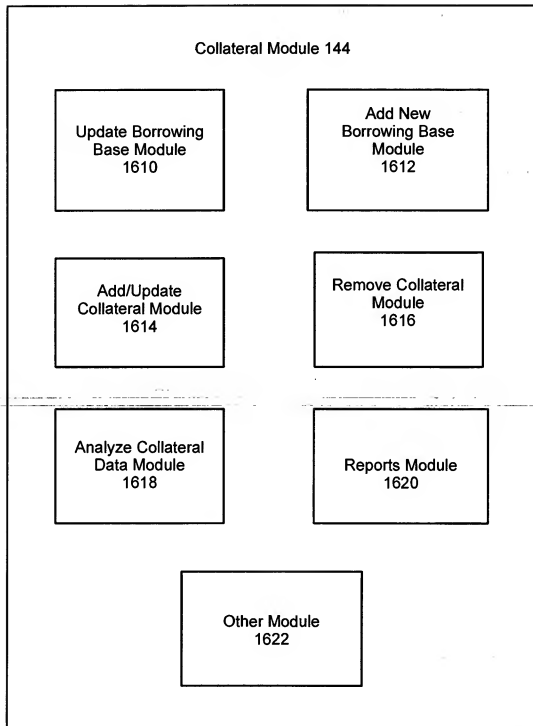 Collateral Module 144
Update Borrowing
Base Module
1610
Add New
Borrowing Base
Module
1612
Add/Update
Collateral Module
1614
Remove Collateral
Module
1616
Analyze Collateral
Data Module
1618
Reports Module
1620
Other Module
1622